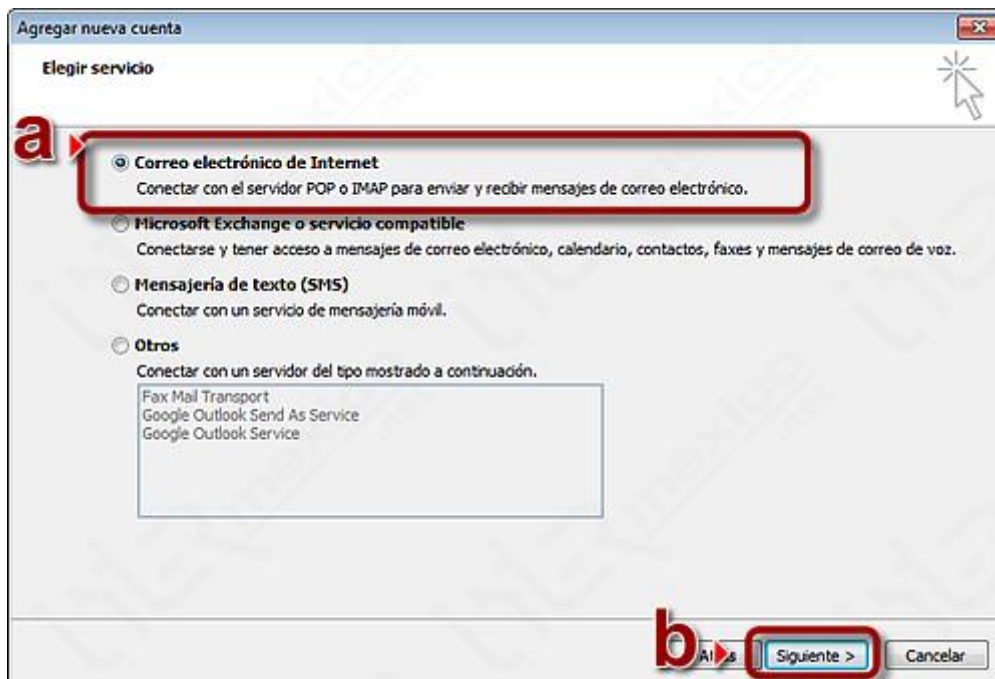 Agregar nueva cuenta
Elegir servicio
a
Correo electrónico de Internet
Conectar con el servidor POP o IMAP para enviar y recibir mensajes de correo electrónico.
Microsoft Exchange o servicio compatible
Conectarse y tener acceso a mensajes de correo electrónico, calendario, contactos, faxes y mensajes de correo de voz.
Mensajería de texto (SMS)
Conectar con un servicio de mensajería móvil.
Otros
Conectar con un servidor del tipo mostrado a continuación.
Fax Mail Transport
Google Outlook Send As Service
Google Outlook Service
mexico
b
Siguiente >
Cancelar